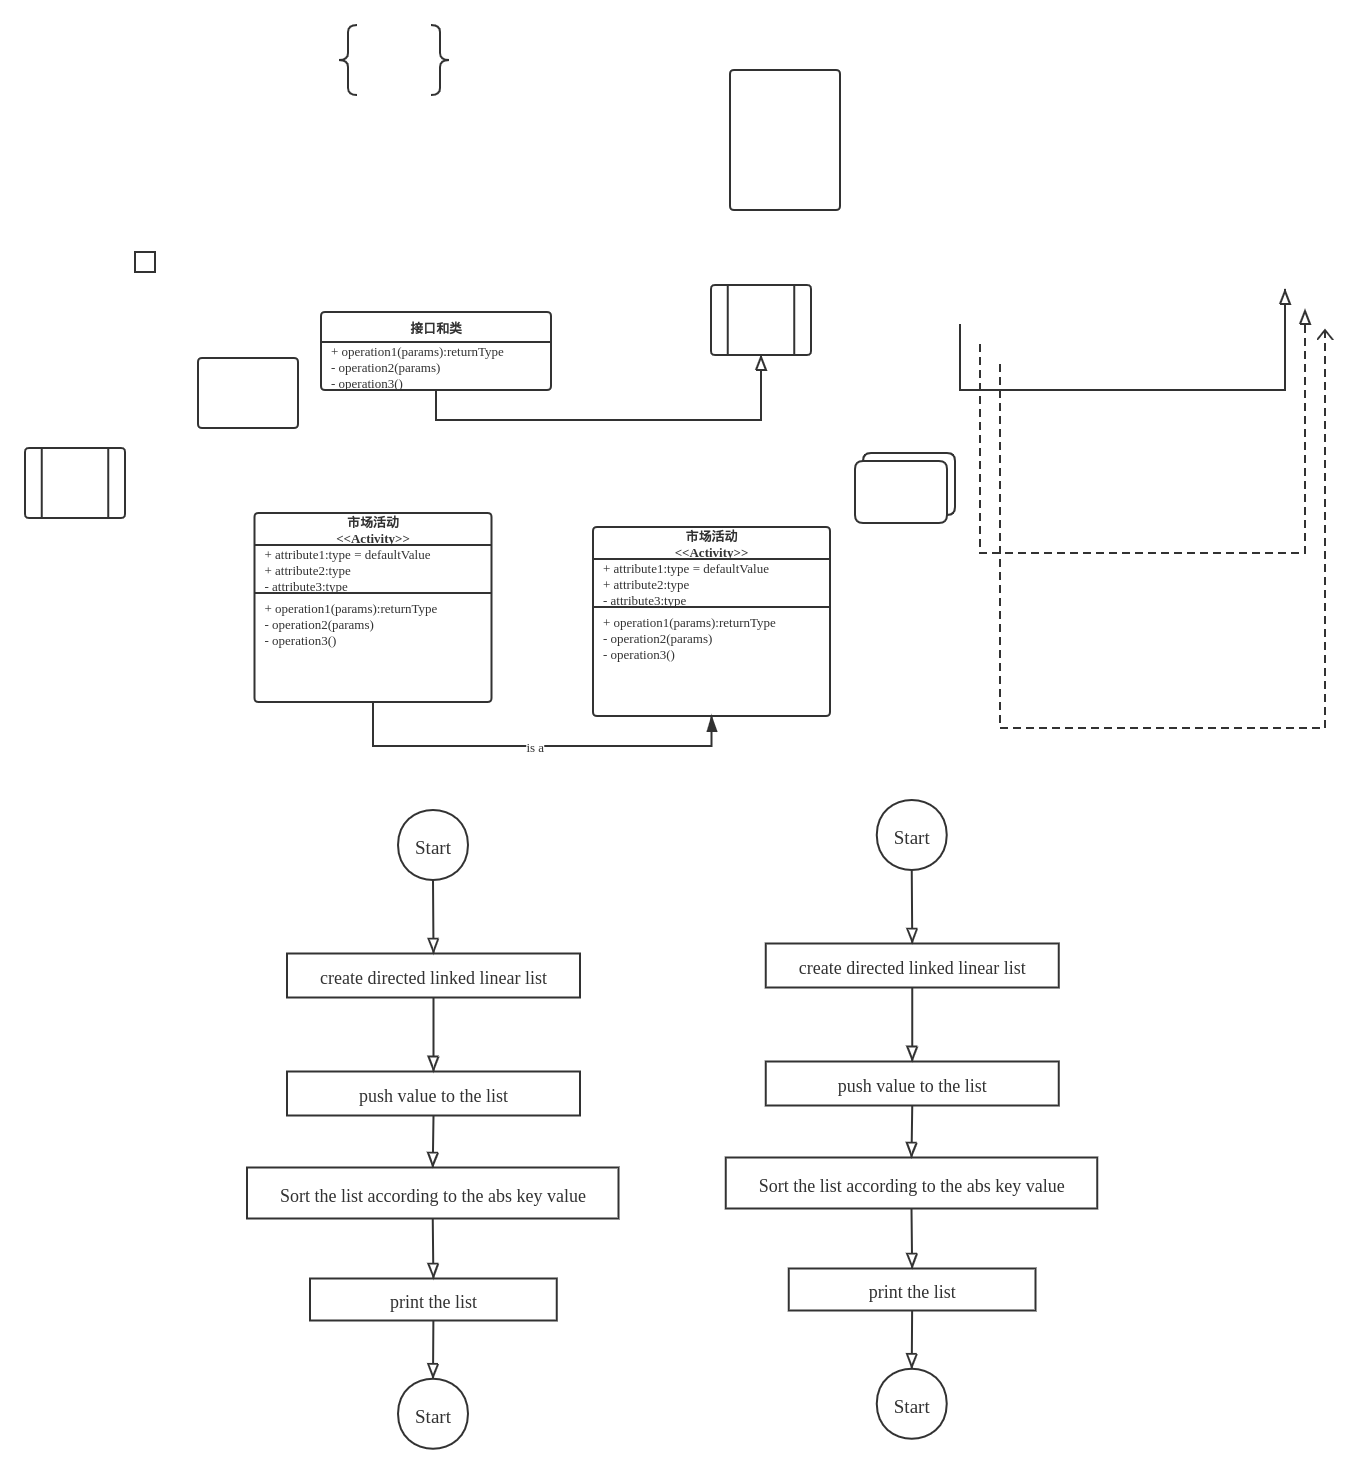 接口和类
+ operation1(params):returnType
- operation2(params)
- operation3()
市场活动
<<Activity>>
+ attribute1:type = defaultValue
+ attribute2:type
- attribute3:type
+ operation1(params):returnType
- operation2(params)
- operation3()
市场活动
<<Activity>>
+ attribute1:type = defaultValue
+ attribute2:type
- attribute3:type
+ operation1(params):returnType
- operation2(params)
- operation3()
is a
Start
create directed linked linear list
push value to the list
Sort the list according to the abs key value
print the list
Start
Start
create directed linked linear list
push value to the list
Sort the list according to the abs key value
print the list
Start